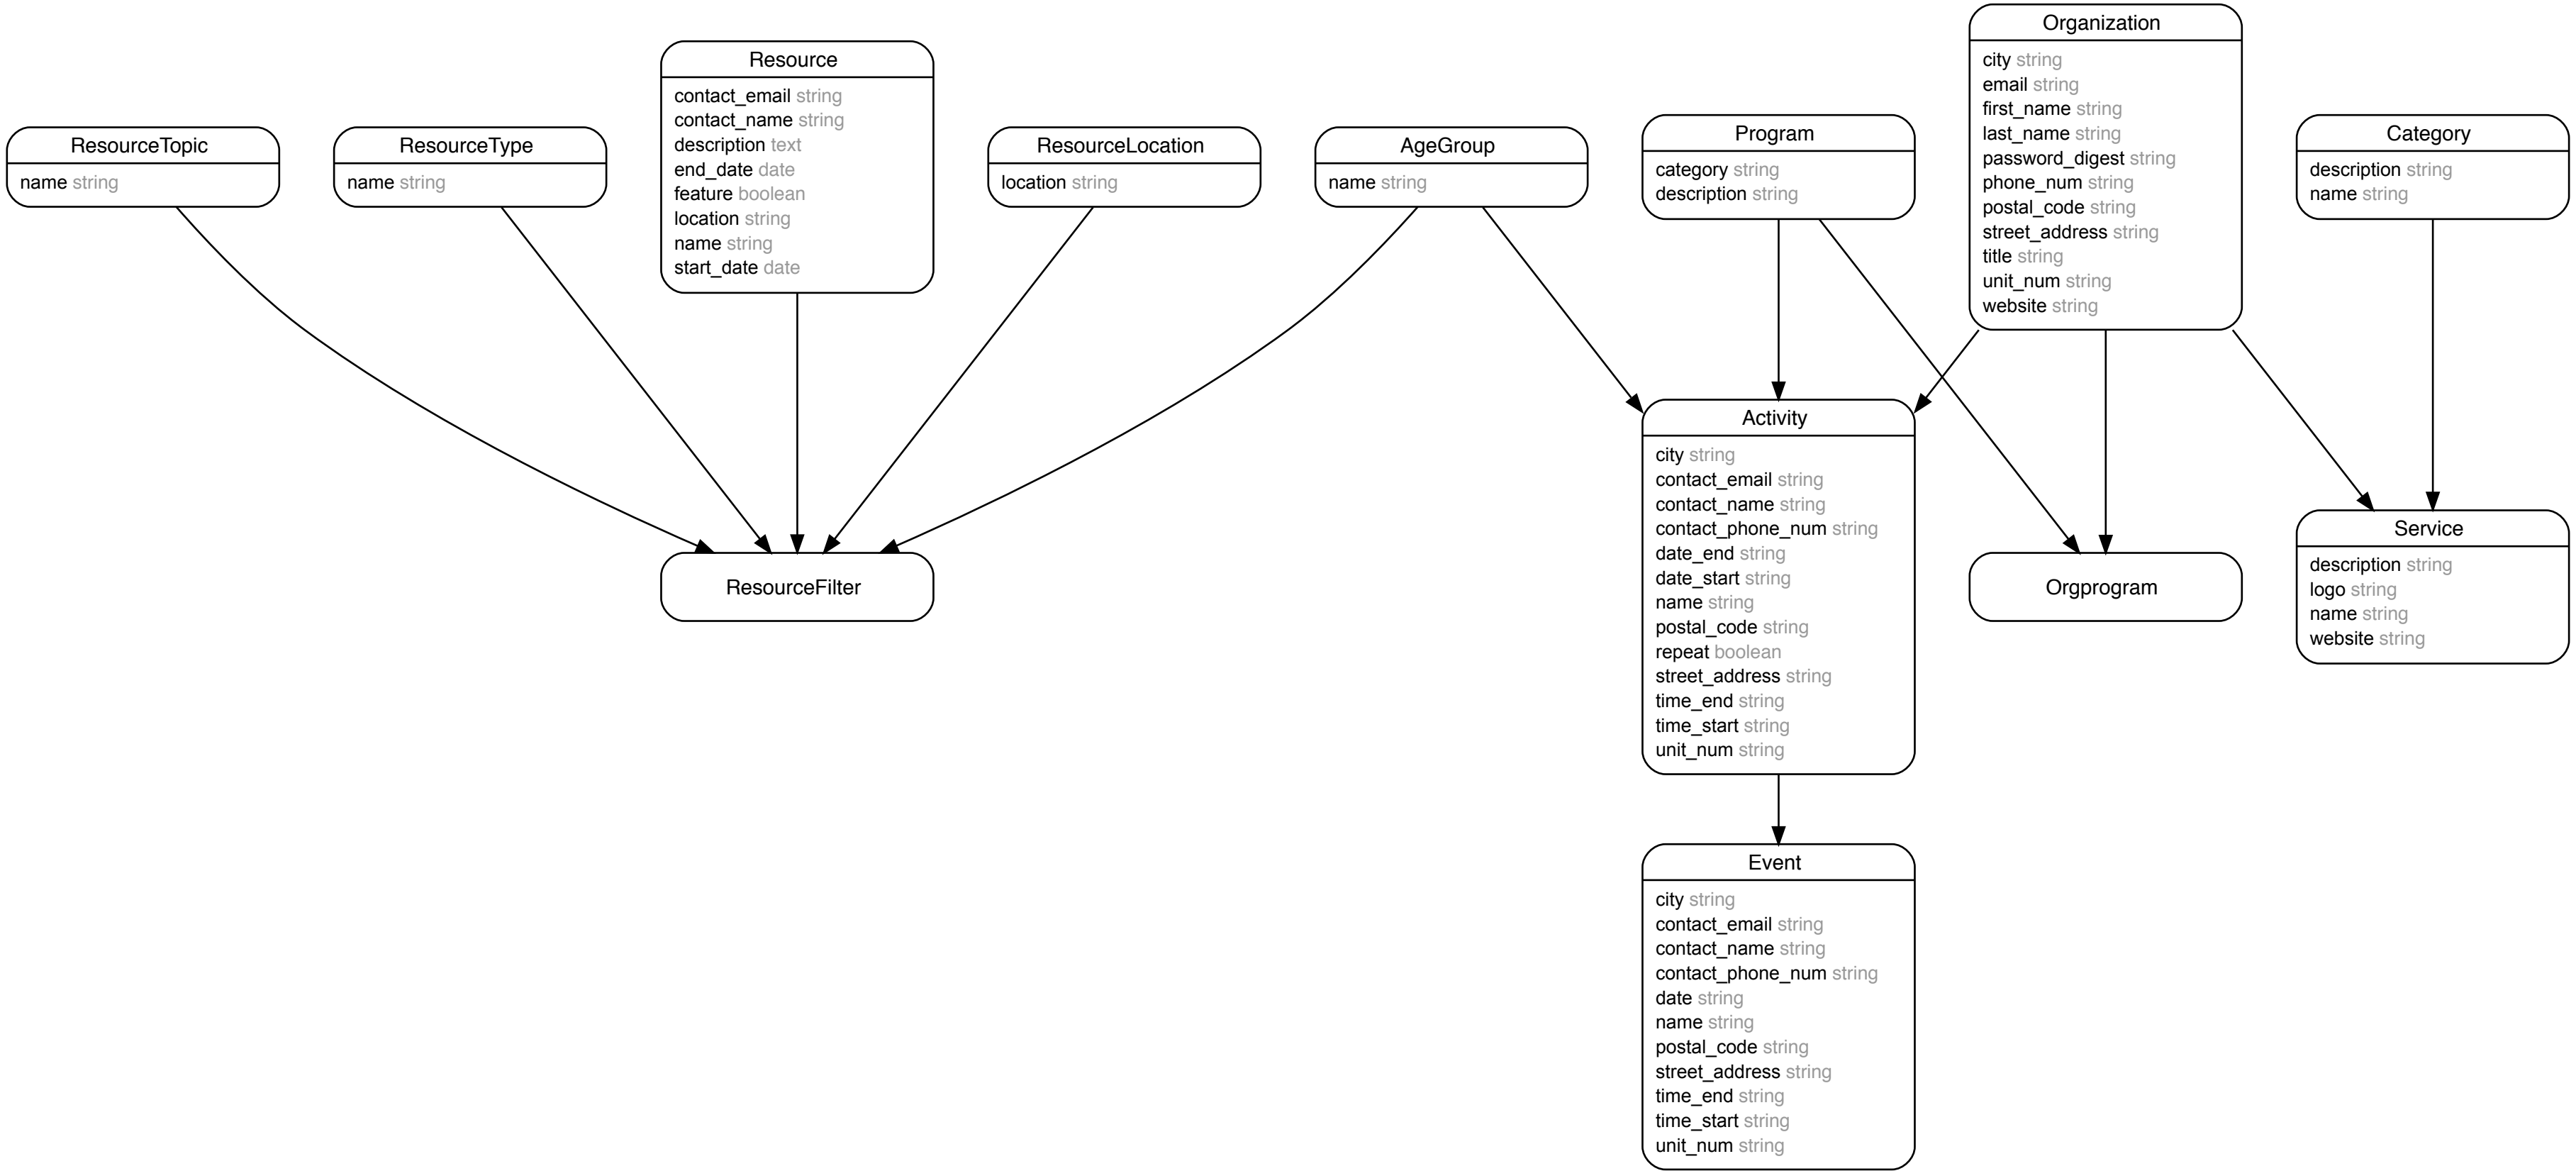 ResourceTopic
name string
ResourceType
name string
Resource
contact_email string
contact_name string
description text
end_date date
feature boolean
location string
name string
start_date date
ResourceLocation
location string
AgeGroup
name string
Program
category string
description string
Organization
city string
email string
first_name string
last_name string
password_digest string
phone_num string
postal_code string
street_address string
title string
unit_num string
website string
Category
description string
name string
ResourceFilter
Activity
city string
contact_email string
contact_name string
contact_phone_num string
date_end string
date_start string
name string
postal_code string
repeat boolean
street_address string
time_end string
time_start string
unit_num string
Orgprogram
Service
description string
logo string
name string
website string
Event
city string
contact_email string
contact_name string
contact_phone_num string
date string
name string
postal_code string
street_address string
time_end string
time_start string
unit_num string